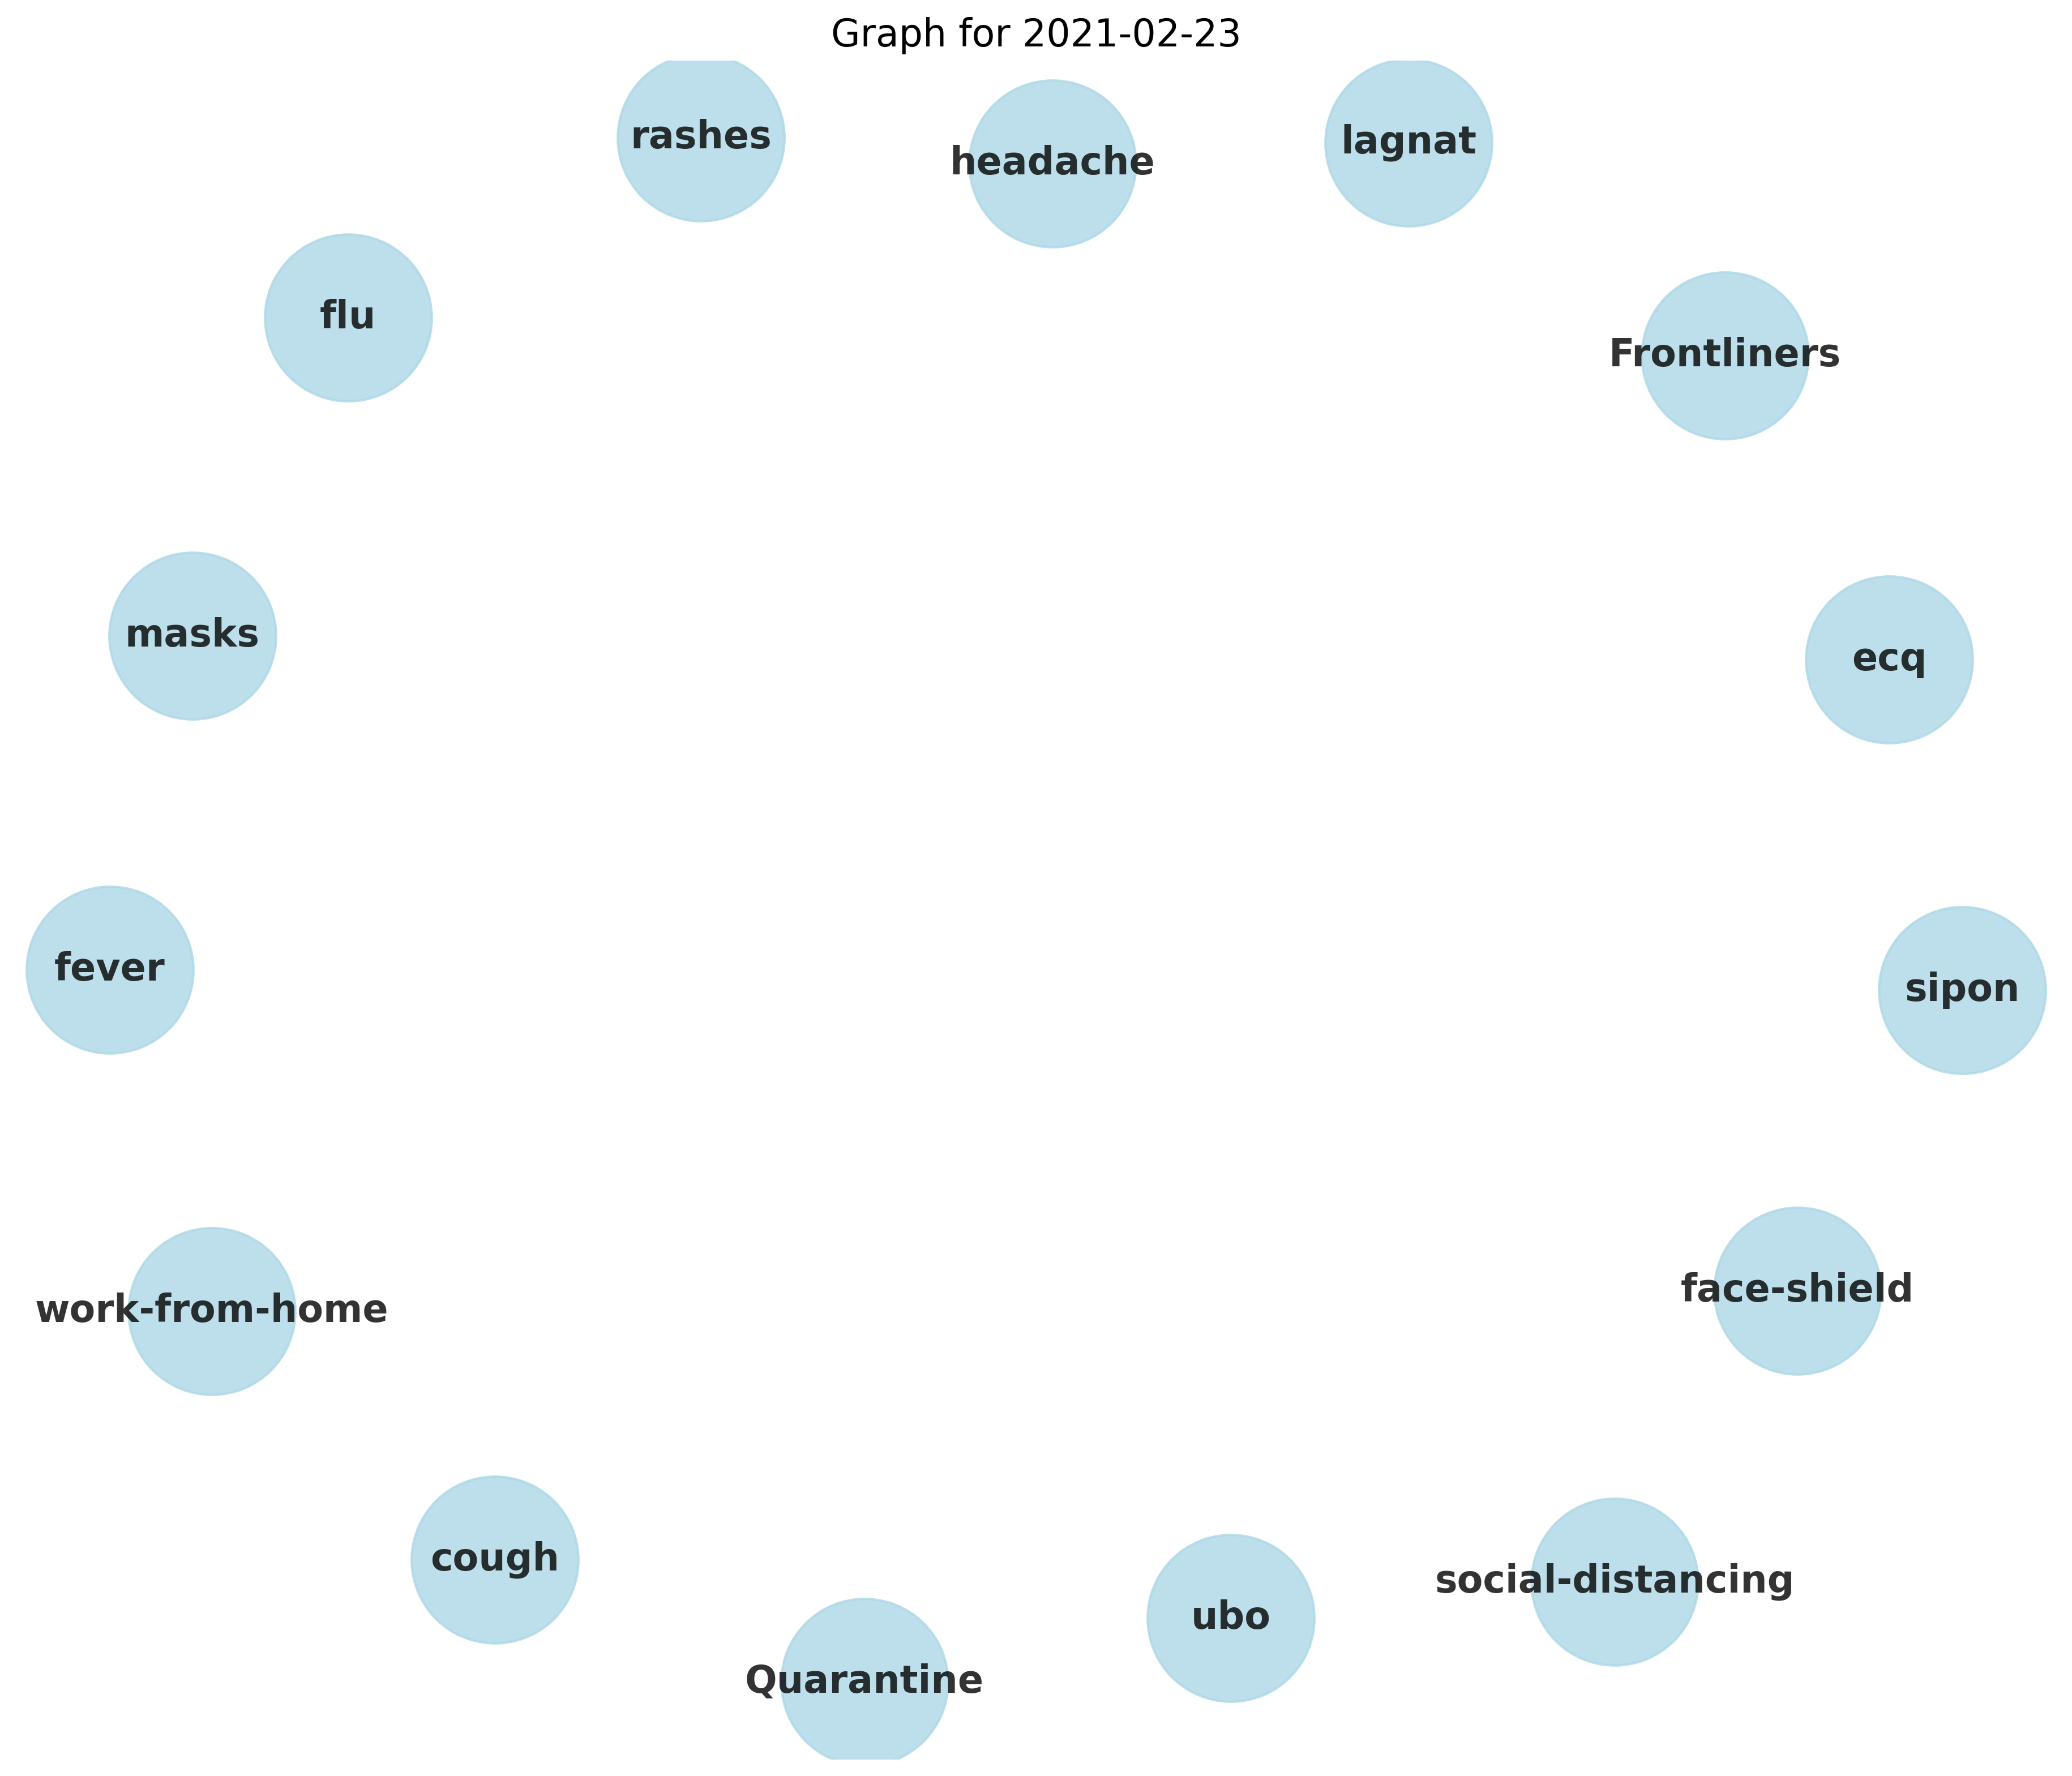 Graph for 2021-02-23
rashes
headache
lagnat
flu
Frontliners
masks
ecq
fever
sipon
work-from-home
face-shield
cough
social-distancing
ubo
Quarantine